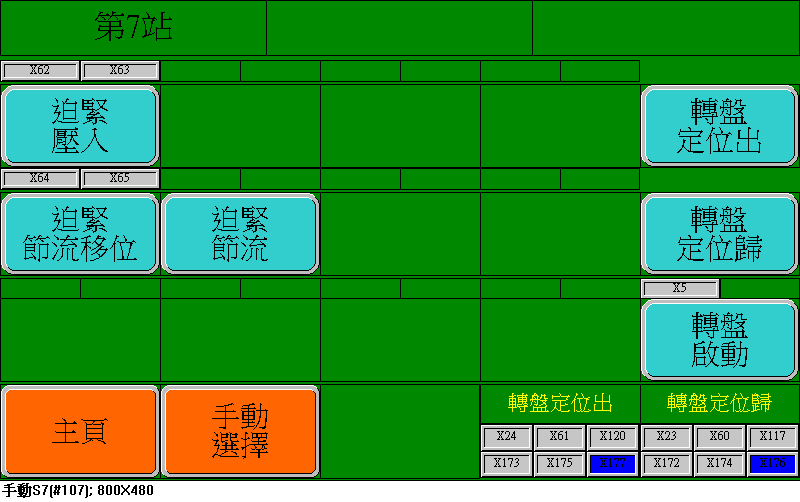 第7站
X62 X63
迫緊
壓入
轉盤
定位出
X64 X65
迫緊
節流移位
迫緊
節流
轉盤
定位歸
X5
轉盤
啟動
主頁
手動
選擇
轉盤定位出
轉盤定位歸
X24 X61 X120 X23 X60 X117
X173 X175 X177 X172 X174 X176
手動S7(#107); 800X480